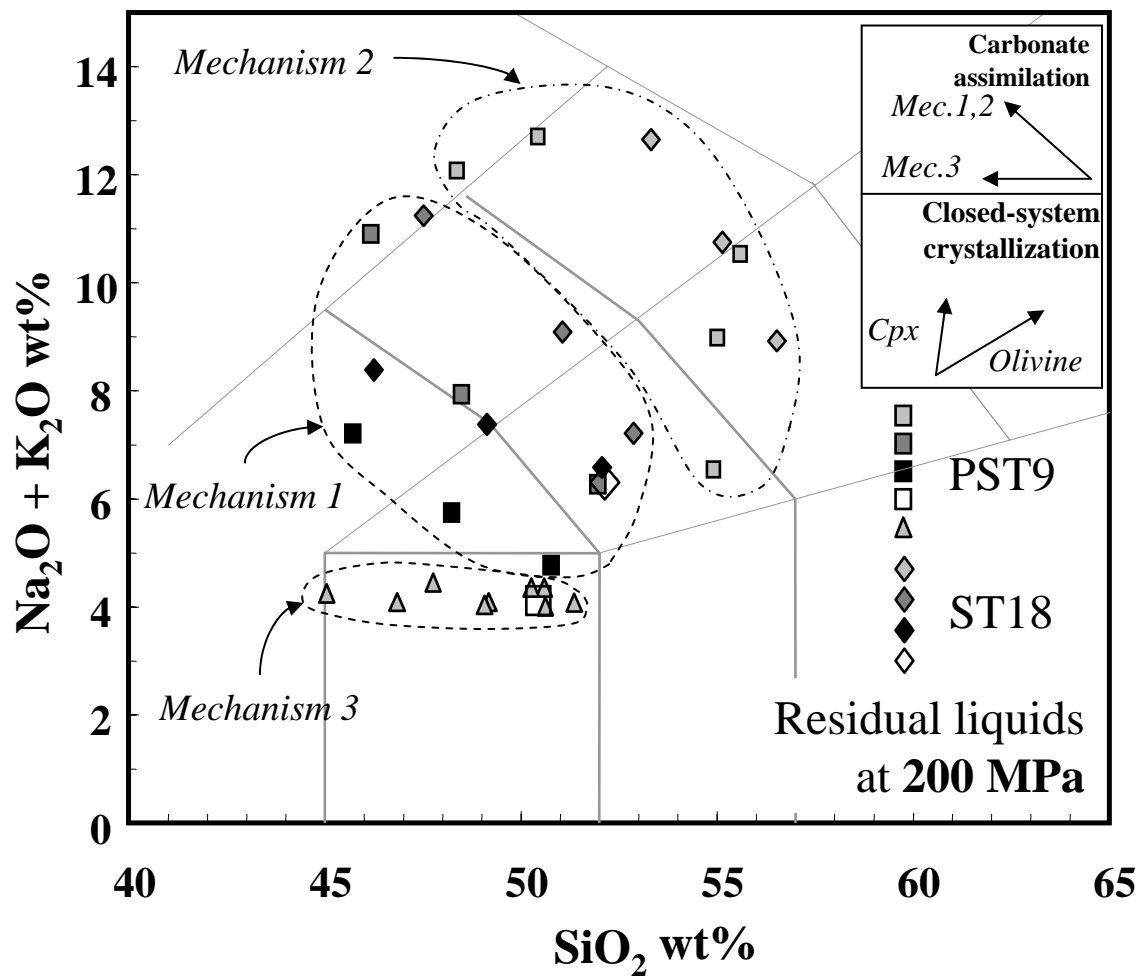 Mechanism 2
Carbonate
assimilation
Mec.1,2
Mec.3
Closed-system
crystallization
Cpx
Olivine
Mechanism 1
Mechanism 3
PST9
ST18
Residual liquids
at 200 MPa
14
12
10
8
6
4
2
0
Na₂O + K₂O wt%
40 45 50 55 60 65
SiO₂ wt%